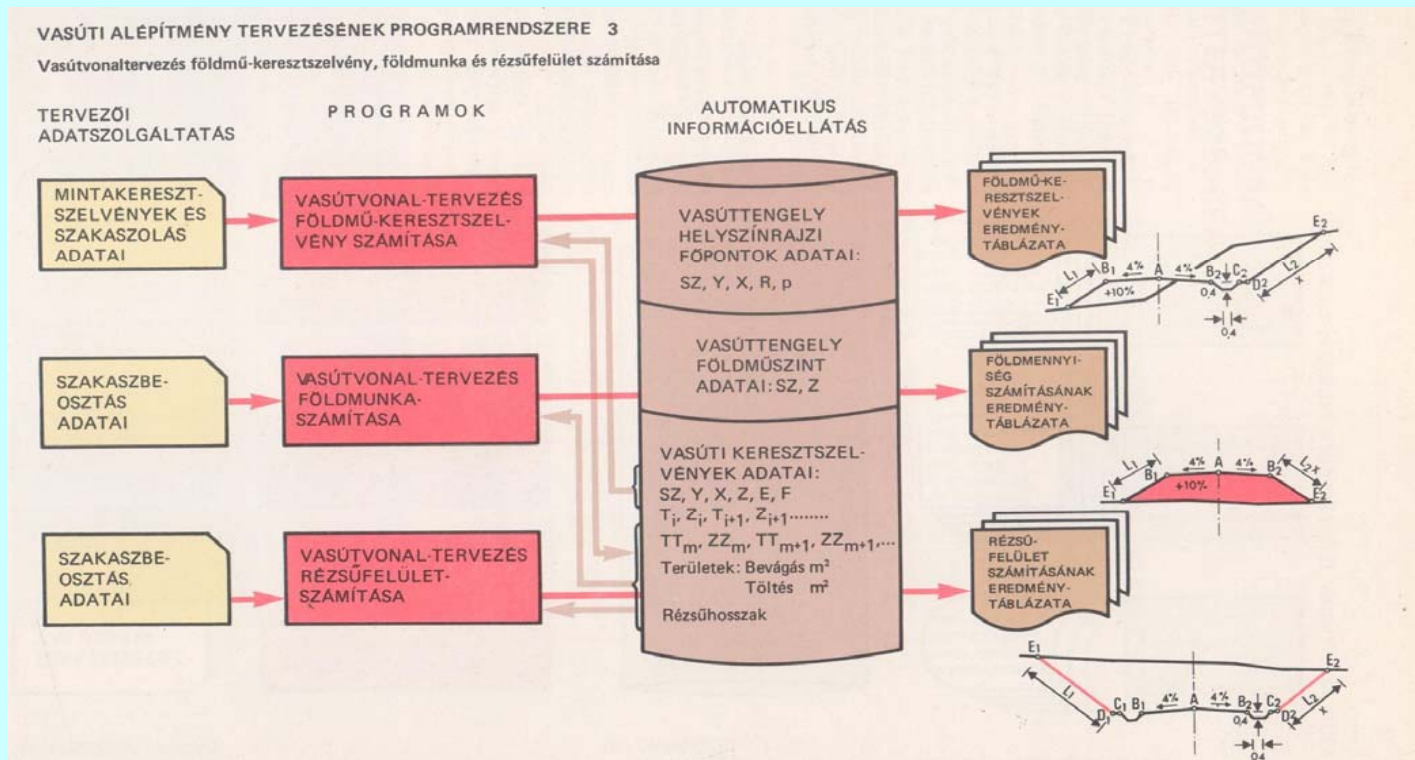 VASÚTI ALÉPÍTMÉNY TERVEZÉSÉNEK PROGRAMRENDSZERE 3
Vasútvonaltervezés földmű-keresztszelvény, földmunka és rézsűfelület számítása
TERVEZŐI
ADATSZOLGÁLTATÁS
PROGRAMOK
AUTOMATIKUS
INFORMÁCIÓELLÁTÁS
MINTAKERESZT-
SZELVÉNYEK ÉS
SZAKASZOLÁS
ADATAI
VASÚTVONAL-TERVEZÉS
FÖLDMŰ-KERESZTSZEL-
VÉNY SZÁMÍTÁSA
VASÚTTENGELY
HELYSZÍNRAJZI
FŐPONTOK ADATAI:
SZ, Y, X, R, p
FÖLDMŰ-KE-
RESZTSZEL-
VÉNYEK
EREDMÉNY-
TÁBLÁZATA
E1 L1 B1 4% A 4% B2 C2 D2 L2 x E2
+10% 0,4
0,4
SZAKASZBE-
OSZTÁS
ADATAI
VASÚTVONAL-TERVEZÉS
FÖLDMUNKA-
SZÁMÍTÁSA
VASÚTTENGELY
FÖLDMŰSZINT
ADATAI: SZ, Z
FÖLDMENNYI-
SÉG
SZÁMÍTÁSÁNAK
EREDMÉNY-
TÁBLÁZATA
E1 L1 B1 4% A 4% B2 L2 x E2
+10%
SZAKASZBE-
OSZTÁS
ADATAI
VASÚTVONAL-TERVEZÉS
RÉZSŰFELÜLET-
SZÁMÍTÁSA
VASÚTI KERESZTSZEL-
VÉNYEK ADATAI:
SZ, Y, X, Z, E, F
Ti, Zi, Ti+1, Zi+1........
TTm, ZZm, TTm+1, ZZm+1,...
Területek: Bevágás m²
Töltés m²
Rézsűhosszak
RÉZSŰ-
FELÜLET
SZÁMÍTÁSÁNAK
EREDMÉNY-
TÁBLÁZATA
E1 E2
L1 D1 C1 B1 4% A 4% B2 C2 D2 L2 x
0,4
0,4